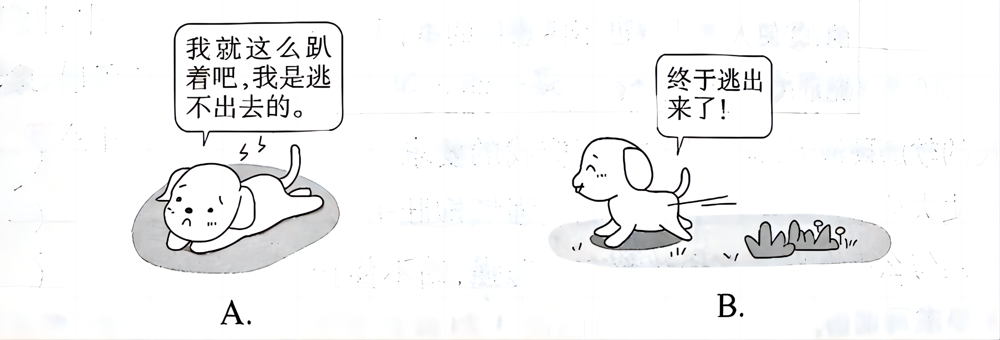 我就这么趴
着吧,我是逃
不出去的。
终于逃出
来了!
A.
B.